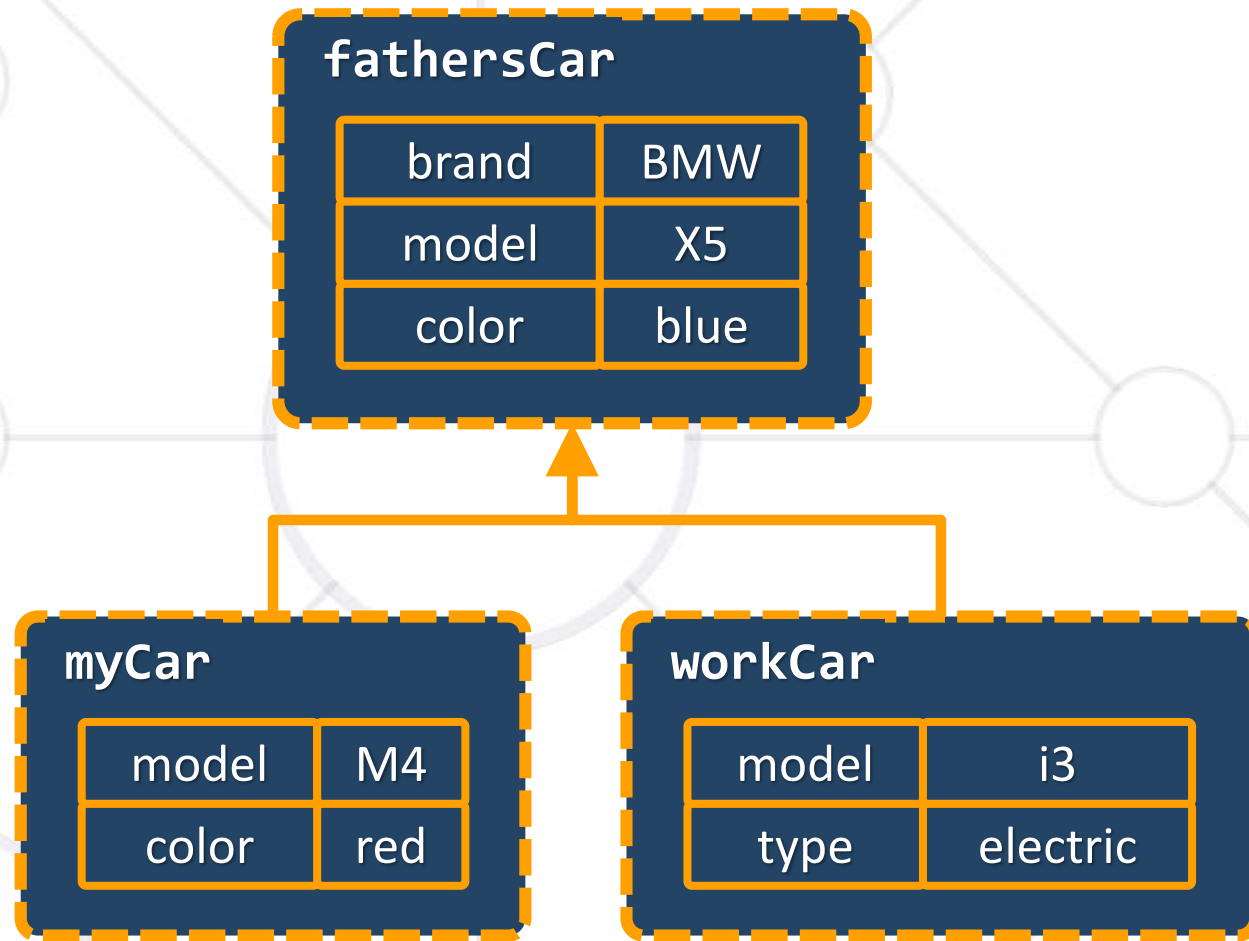 fathersCar
brand BMW
model X5
color blue
myCar
model M4
color red
workCar
model i3
type electric